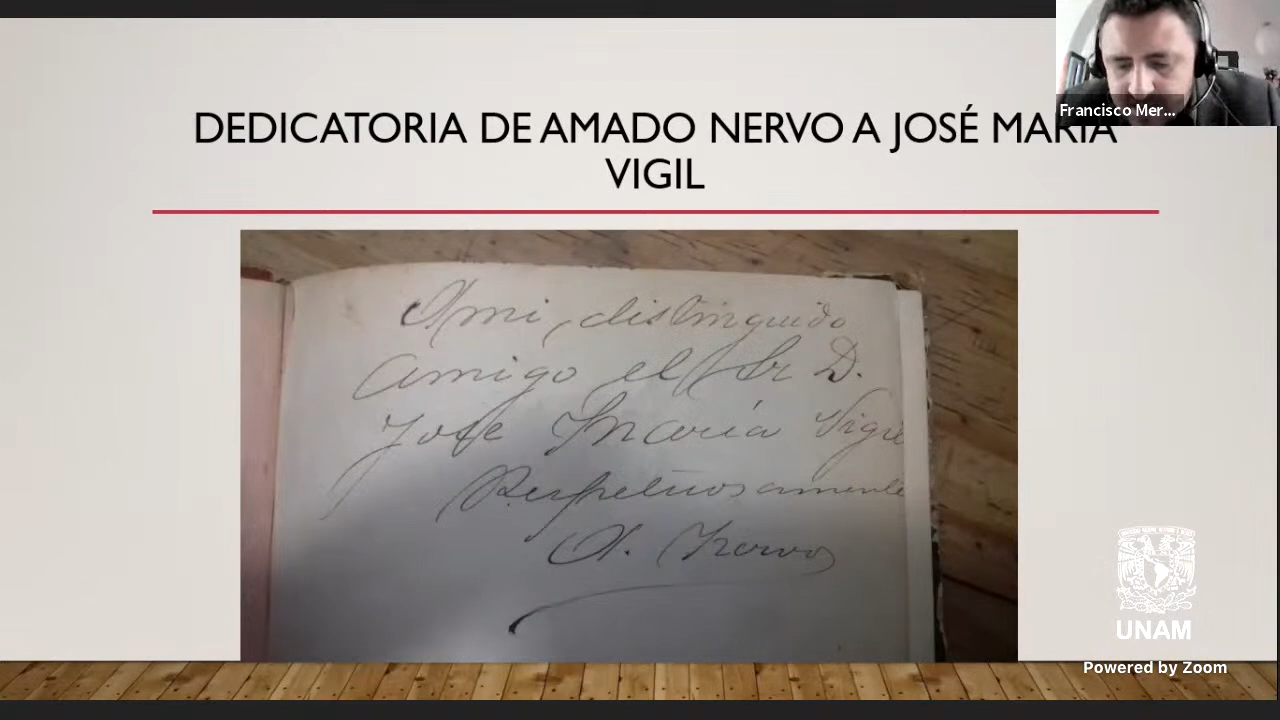 DEDICATORIA DE AMADO NERVO A JOSÉ MARÍA
VIGIL
Francisco Mer...
A mi distinguido
amigo el Sr D.
José María Vigil
Respetuosamente
A. Nervo
UNAM
Powered by Zoom